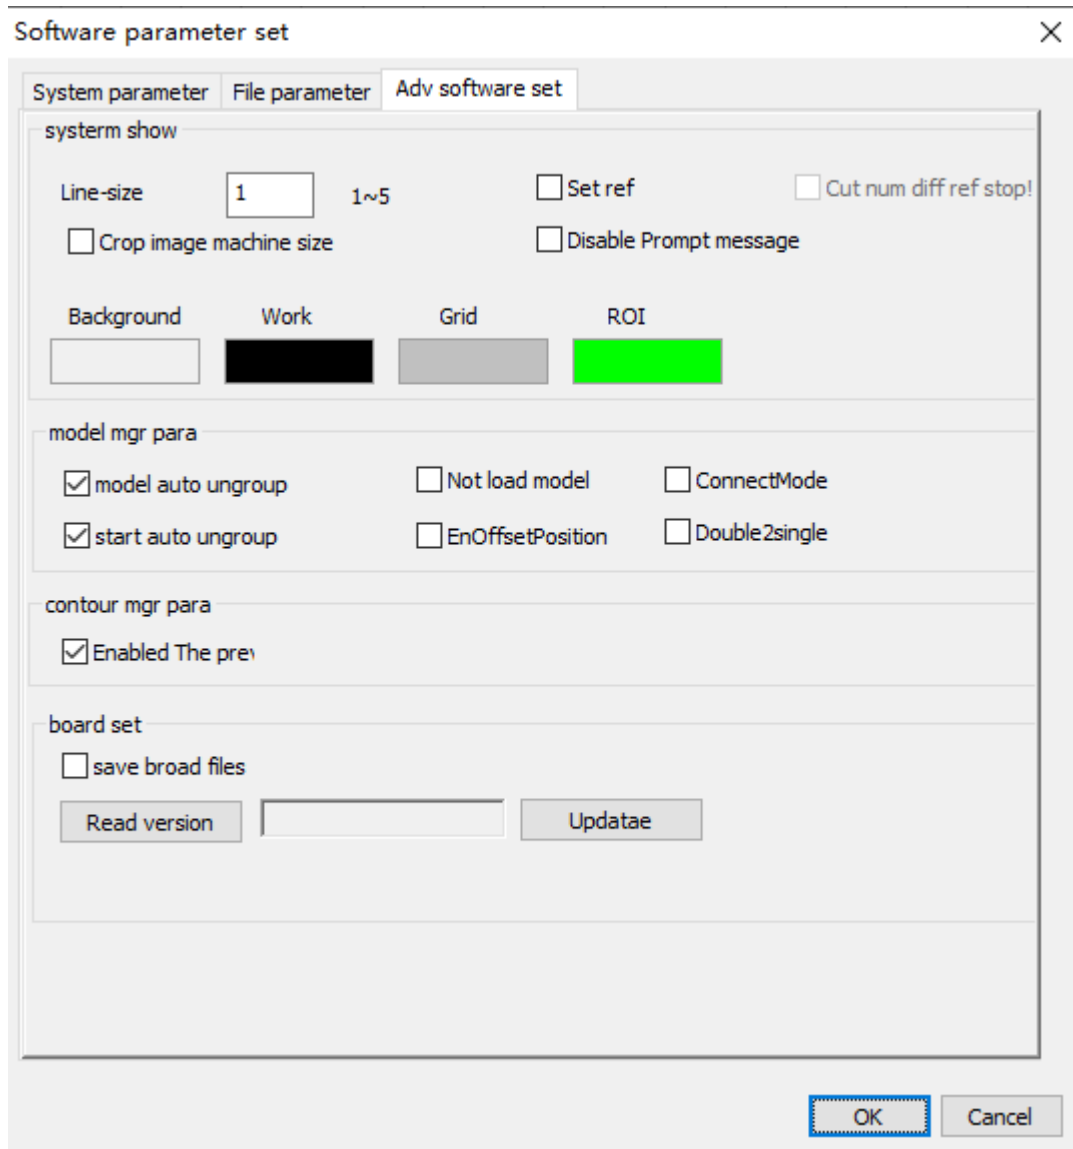 Software parameter set
System parameter File parameter Adv software set
systerm show
Line-size 1 1~5 Set ref Cut num diff ref stop!
Crop image machine size Disable Prompt message
Background Work Grid ROI
model mgr para
model auto ungroup Not load model ConnectMode
start auto ungroup EnOffsetPosition Double2single
contour mgr para
Enabled The prev
board set
save broad files
Read version Updatae
OK Cancel